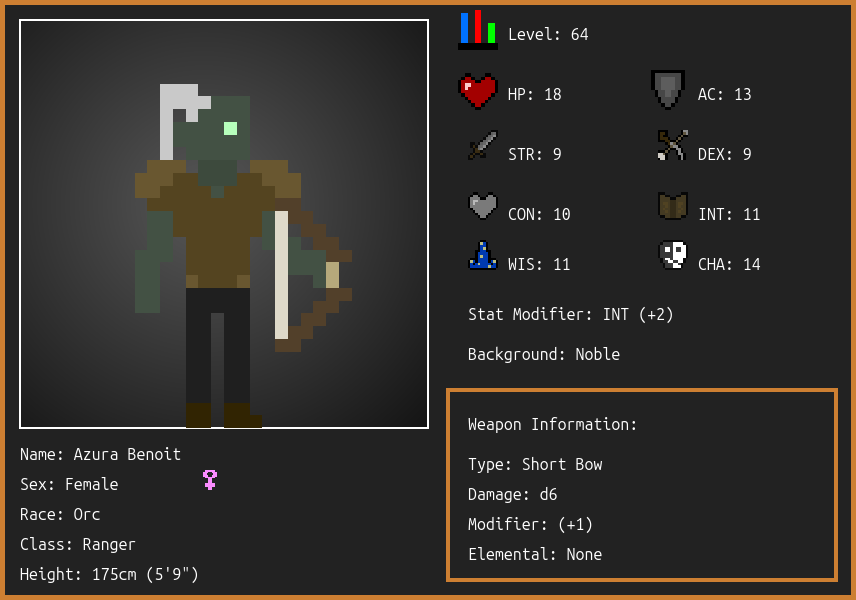 Level: 64
HP: 18
AC: 13
STR: 9
DEX: 9
CON: 10
INT: 11
WIS: 11
CHA: 14
Stat Modifier: INT (+2)
Background: Noble
Weapon Information:
Type: Short Bow
Damage: d6
Modifier: (+1)
Elemental: None
Name: Azura Benoit
Sex: Female
Race: Orc
Class: Ranger
Height: 175cm (5'9")